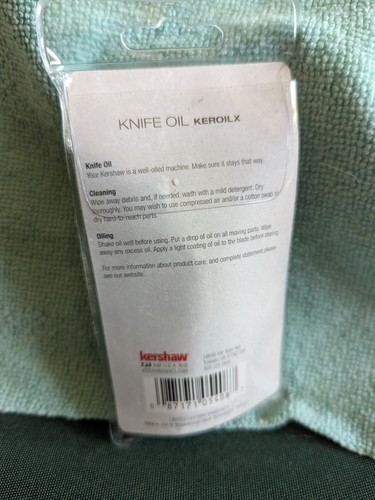 KNIFE OIL KEROILX
Knife Oil
Your Kershaw is a well-oiled machine. Make sure it stays that way.
Cleaning
Wipe away debris and, if needed, wash with a mild detergent. Dry
thoroughly. You may wish to use compressed air and/or a cotton swab to
dry hard-to-reach parts.
Oiling
Shake oil well before using. Put a drop of oil on all moving parts. Wipe
away any excess oil. Apply a light coating of oil to the blade before storing.
For more information about product care, and complete statement please
see our website.
kershaw
0 87171 05408